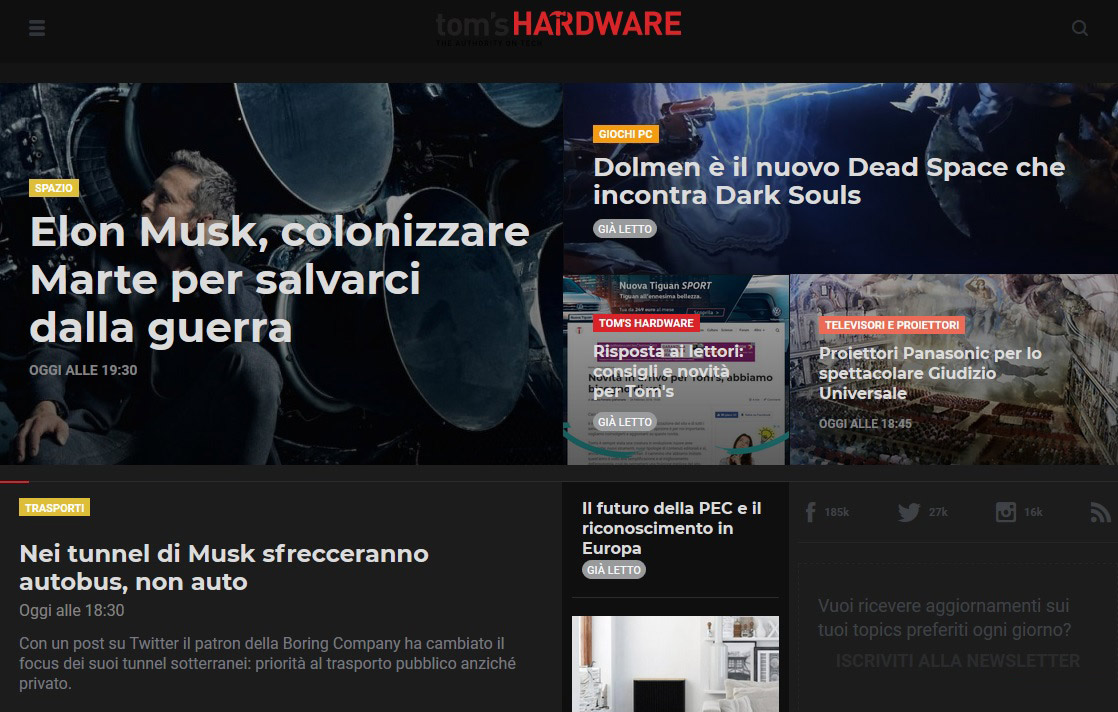 tom's HARDWARE
THE AUTHORITY ON TECH
SPAZIO
Elon Musk, colonizzare
Marte per salvarci
dalla guerra
OGGI ALLE 19:30
GIOCHI PC
Dolmen è il nuovo Dead Space che
incontra Dark Souls
GIÀ LETTO
Nuova Tiguan SPORT
Tiguan all'ennesima bellezza.
TOM'S HARDWARE
Risposta ai lettori:
consigli e novità
per Tom's
Novità in arrivo per Tom's, abbiamo
GIÀ LETTO
TELEVISORI E PROIETTORI
Proiettori Panasonic per lo
spettacolare Giudizio
Universale
OGGI ALLE 18:45
TRASPORTI
Nei tunnel di Musk sfrecceranno
autobus, non auto
Oggi alle 18:30
Con un post su Twitter il patron della Boring Company ha cambiato il
focus dei suoi tunnel sotterranei: priorità al trasporto pubblico anziché
privato.
Il futuro della PEC e il
riconoscimento in
Europa
GIÀ LETTO
185k 27k 16k
Vuoi ricevere aggiornamenti sui
tuoi topics preferiti ogni giorno?
ISCRIVITI ALLA NEWSLETTER